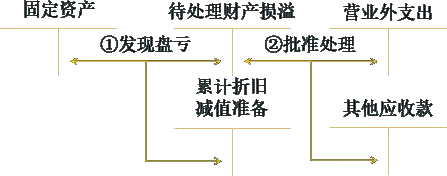 固定资产
待处理财产损溢
营业外支出
①发现盘亏
②批准处理
累计折旧
减值准备
其他应收款